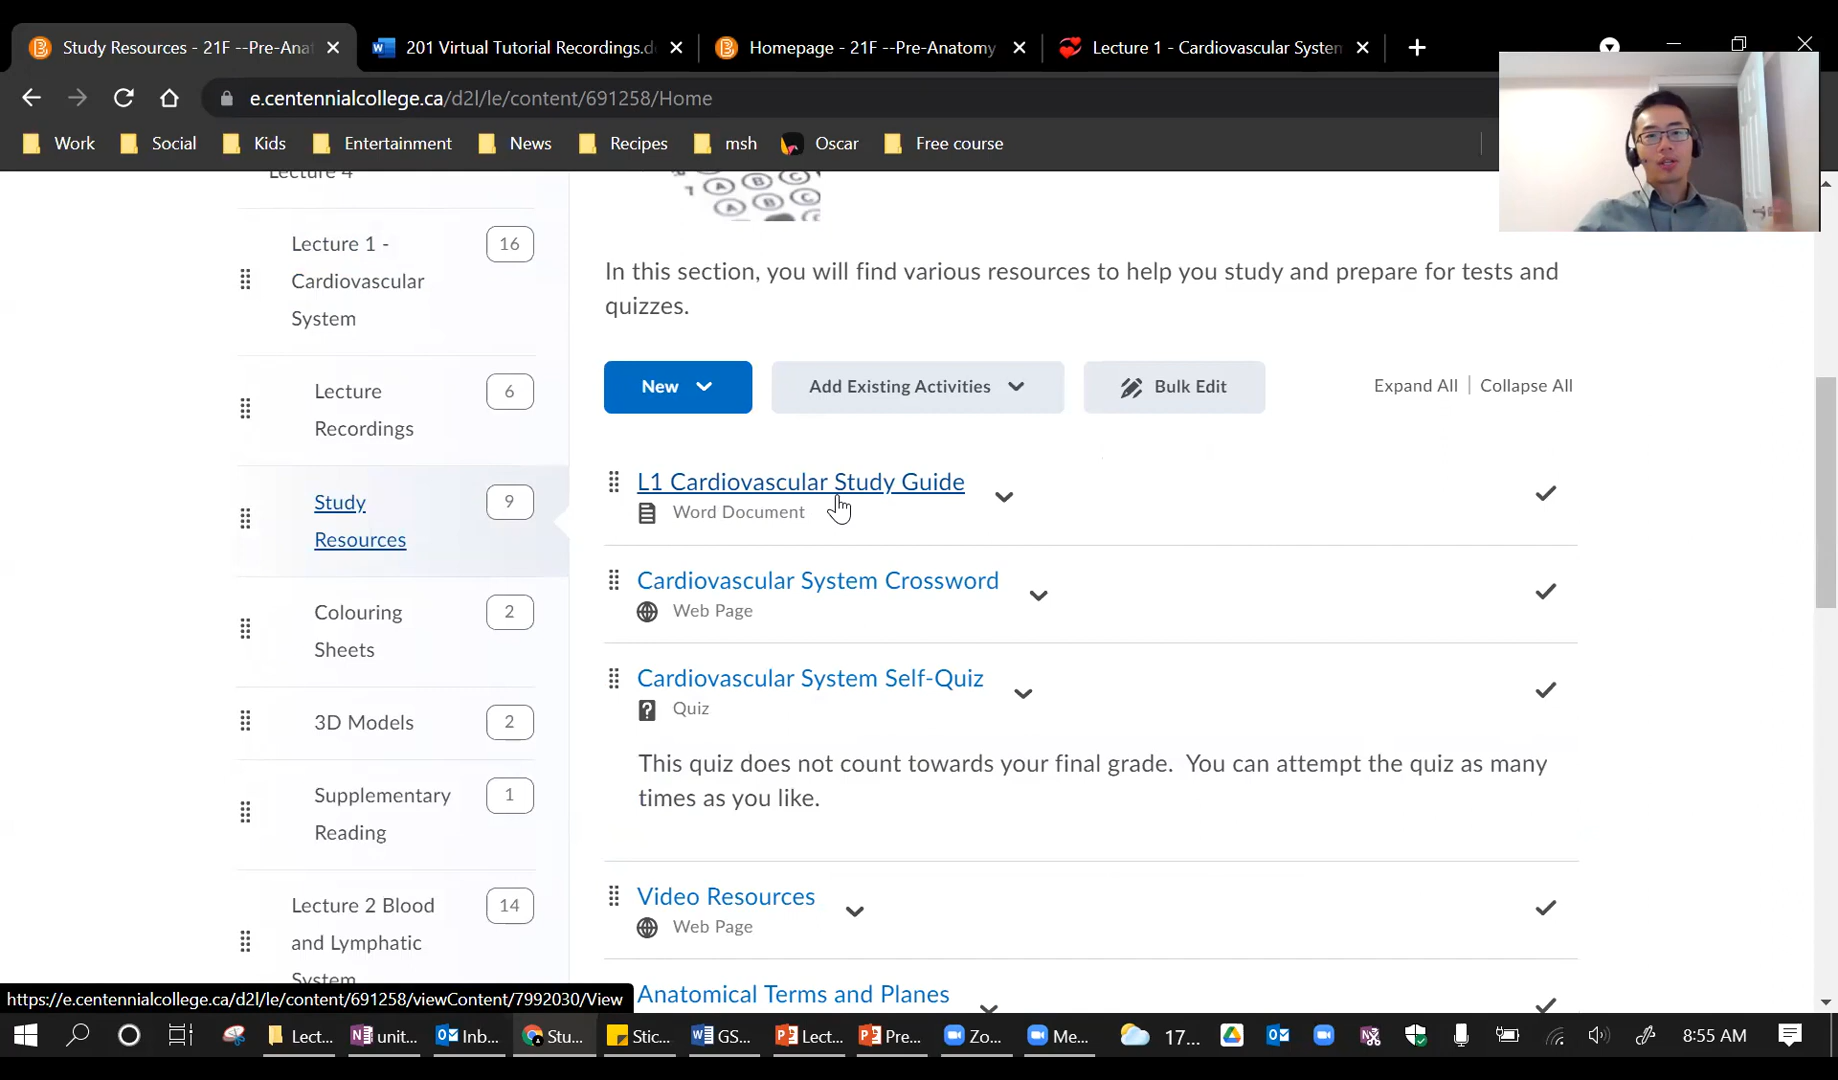 Study Resources - 21F --Pre-Ana
201 Virtual Tutorial Recordings.d
Homepage - 21F --Pre-Anatomy
Lecture 1 - Cardiovascular System
e.centennialcollege.ca/d2l/le/content/691258/Home
Work
Social
Kids
Entertainment
News
Recipes
msh
Oscar
Free course
Lecture 4
Lecture 1 -
Cardiovascular
System
16
Lecture
Recordings
6
Study
Resources
9
Colouring
Sheets
2
3D Models
2
Supplementary
Reading
1
Lecture 2 Blood
and Lymphatic
System
14
A B C
A B C
In this section, you will find various resources to help you study and prepare for tests and
quizzes.
New
Add Existing Activities
Bulk Edit
Expand All | Collapse All
L1 Cardiovascular Study Guide
Word Document
Cardiovascular System Crossword
Web Page
Cardiovascular System Self-Quiz
Quiz
This quiz does not count towards your final grade. You can attempt the quiz as many
times as you like.
Video Resources
Web Page
Anatomical Terms and Planes
https://e.centennialcollege.ca/d2l/le/content/691258/viewContent/7992030/View
Lect...
unit...
Inb...
Stu...
Stic...
GS...
Lect...
Pre...
Zo...
Me...
17...
8:55 AM